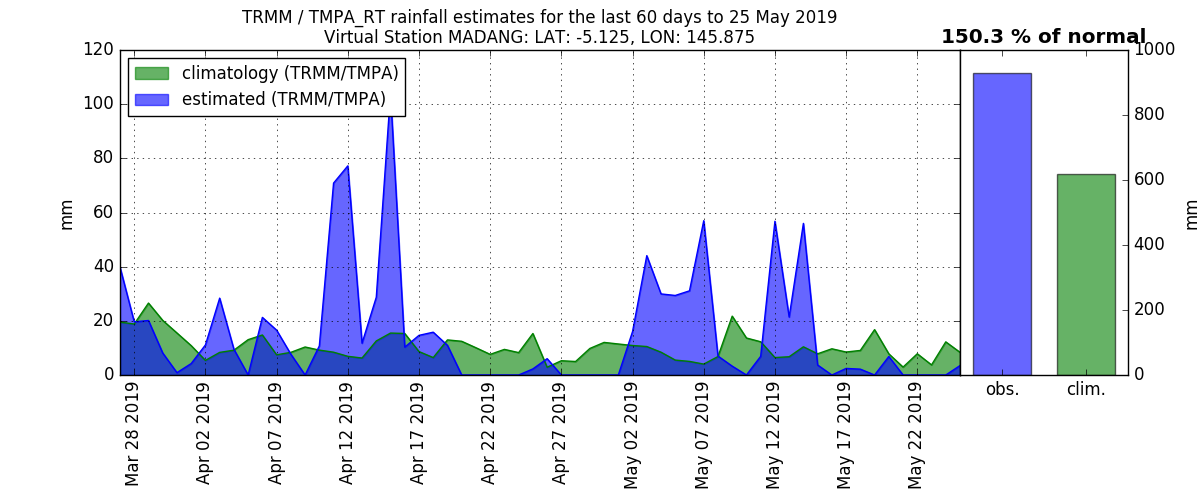 TRMM / TMPA_RT rainfall estimates for the last 60 days to 25 May 2019
Virtual Station MADANG: LAT: -5.125, LON: 145.875
150.3 % of normal
climatology (TRMM/TMPA)
estimated (TRMM/TMPA)
120
100
80
60
40
20
0
mm
Mar 28 2019
Apr 02 2019
Apr 07 2019
Apr 12 2019
Apr 17 2019
Apr 22 2019
Apr 27 2019
May 02 2019
May 07 2019
May 12 2019
May 17 2019
May 22 2019
obs.
clim.
1000
800
600
400
200
0
mm